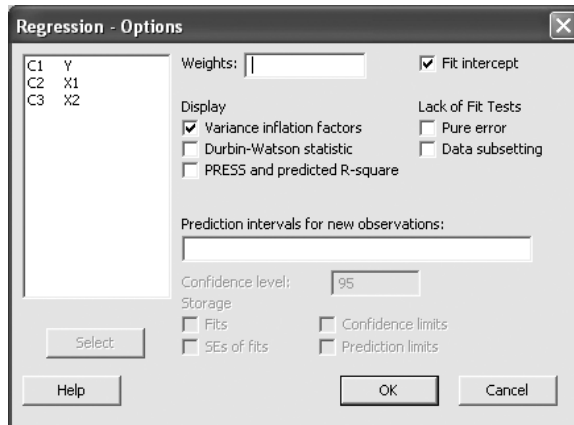 Regression - Options
C1 Y
C2 X1
C3 X2
Weights:
Fit intercept
Display
Variance inflation factors
Durbin-Watson statistic
PRESS and predicted R-square
Lack of Fit Tests
Pure error
Data subsetting
Prediction intervals for new observations:
Confidence level: 95
Storage
Fits
Confidence limits
SEs of fits
Prediction limits
Select
Help
OK
Cancel